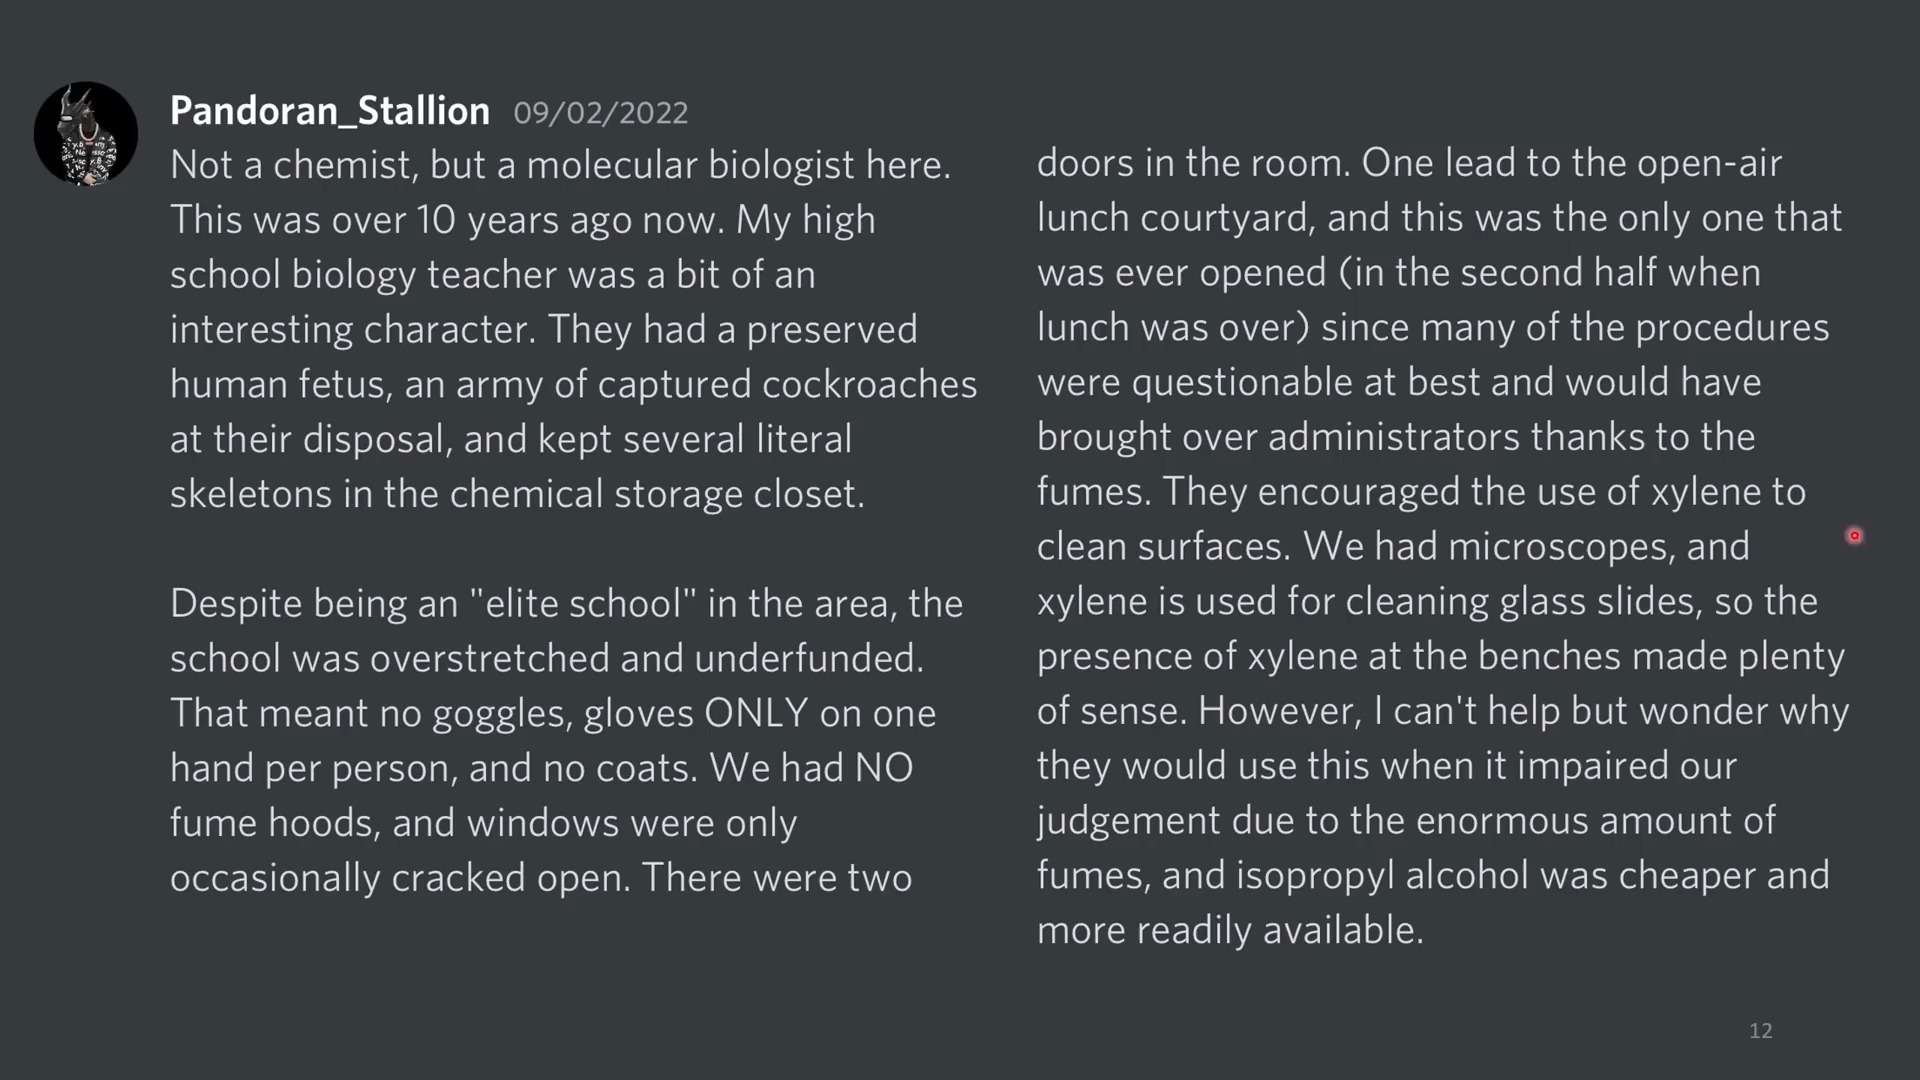 Pandoran_Stallion 09/02/2022
Not a chemist, but a molecular biologist here.
This was over 10 years ago now. My high
school biology teacher was a bit of an
interesting character. They had a preserved
human fetus, an army of captured cockroaches
at their disposal, and kept several literal
skeletons in the chemical storage closet.
Despite being an "elite school" in the area, the
school was overstretched and underfunded.
That meant no goggles, gloves ONLY on one
hand per person, and no coats. We had NO
fume hoods, and windows were only
occasionally cracked open. There were two
doors in the room. One lead to the open-air
lunch courtyard, and this was the only one that
was ever opened (in the second half when
lunch was over) since many of the procedures
were questionable at best and would have
brought over administrators thanks to the
fumes. They encouraged the use of xylene to
clean surfaces. We had microscopes, and
xylene is used for cleaning glass slides, so the
presence of xylene at the benches made plenty
of sense. However, I can't help but wonder why
they would use this when it impaired our
judgement due to the enormous amount of
fumes, and isopropyl alcohol was cheaper and
more readily available.
12